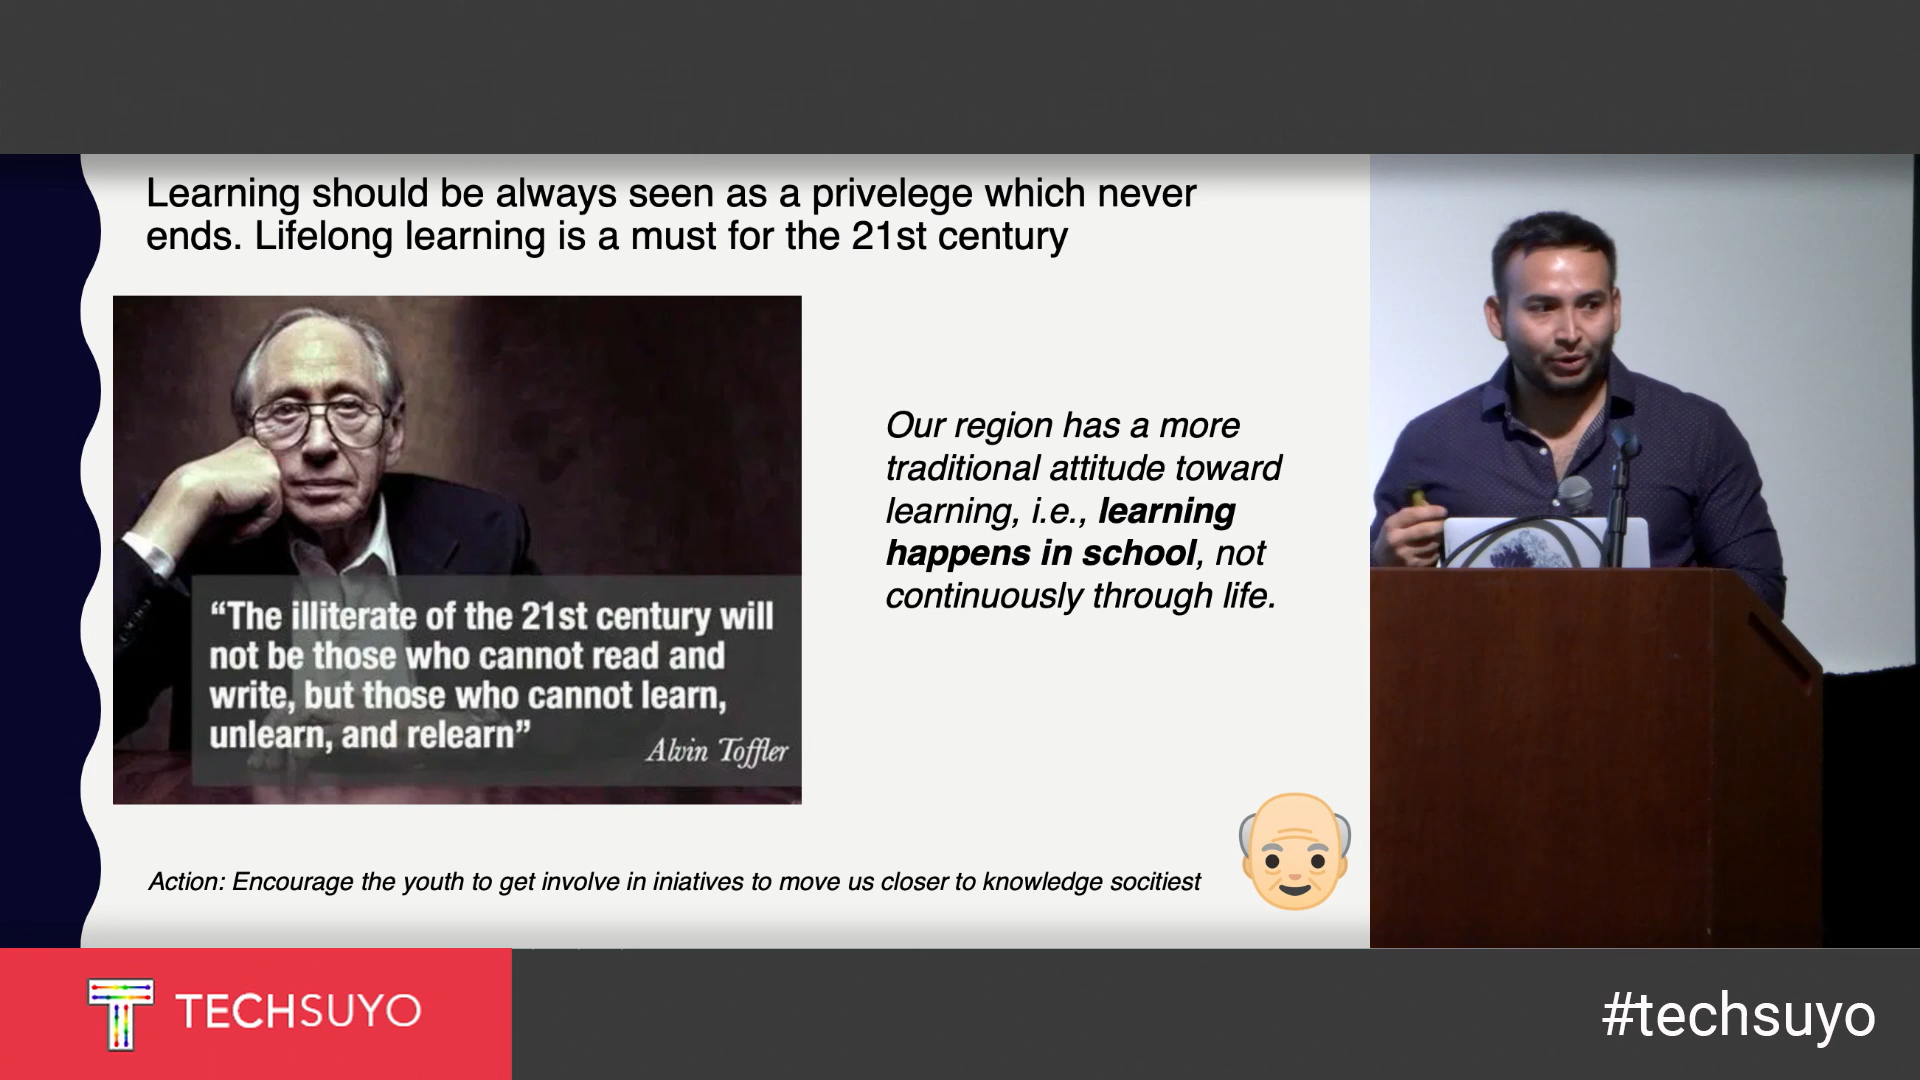 Learning should be always seen as a privelege which never
ends. Lifelong learning is a must for the 21st century
“The illiterate of the 21st century will
not be those who cannot read and
write, but those who cannot learn,
unlearn, and relearn”
Alvin Toffler
Our region has a more
traditional attitude toward
learning, i.e., learning
happens in school, not
continuously through life.
Action: Encourage the youth to get involve in iniatives to move us closer to knowledge socitiest
TECHSUYO
#techsuyo